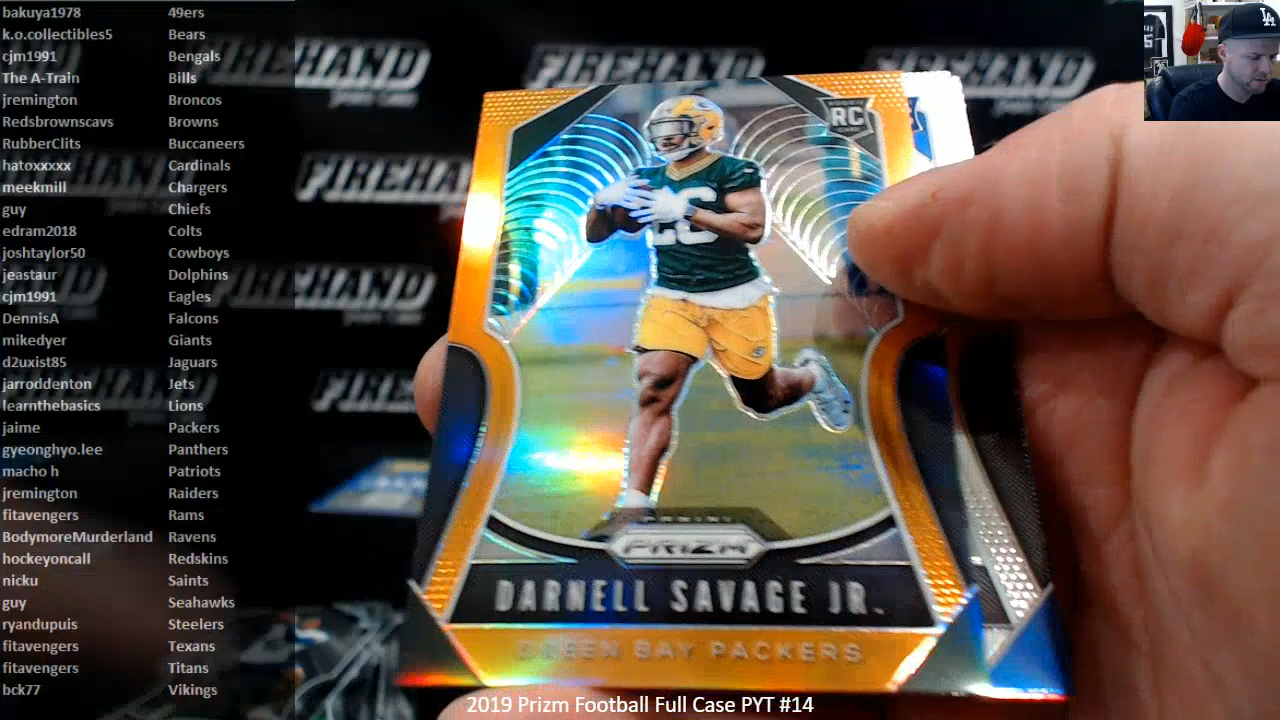 bakuya1978 49ers
k.o.collectibles5 Bears
cjm1991 Bengals
The A-Train Bills
jremington Broncos
Redsbrownscavs Browns
RubberClits Buccaneers
hatoxxxxx Cardinals
meekmill Chargers
guy Chiefs
edram2018 Colts
joshtaylor50 Cowboys
jeastaur Dolphins
cjm1991 Eagles
DennisA Falcons
mikedyer Giants
d2uxist85 Jaguars
jarroddenton Jets
learnthebasics Lions
jaime Packers
gyeonghyo.lee Panthers
macho h Patriots
jremington Raiders
fitavengers Rams
BodymoreMurderland Ravens
hockeyoncall Redskins
nicku Saints
guy Seahawks
ryandupuis Steelers
fitavengers Texans
fitavengers Titans
bck77 Vikings
FIREHAND
FIREHAND
FIREHAND
FIREHAND
FIREHAND
FIREHAND
LA
RC
26
PANINI
PRIZM
DARNELL SAVAGE JR.
GREEN BAY PACKERS
2019 Prizm Football Full Case PYT #14